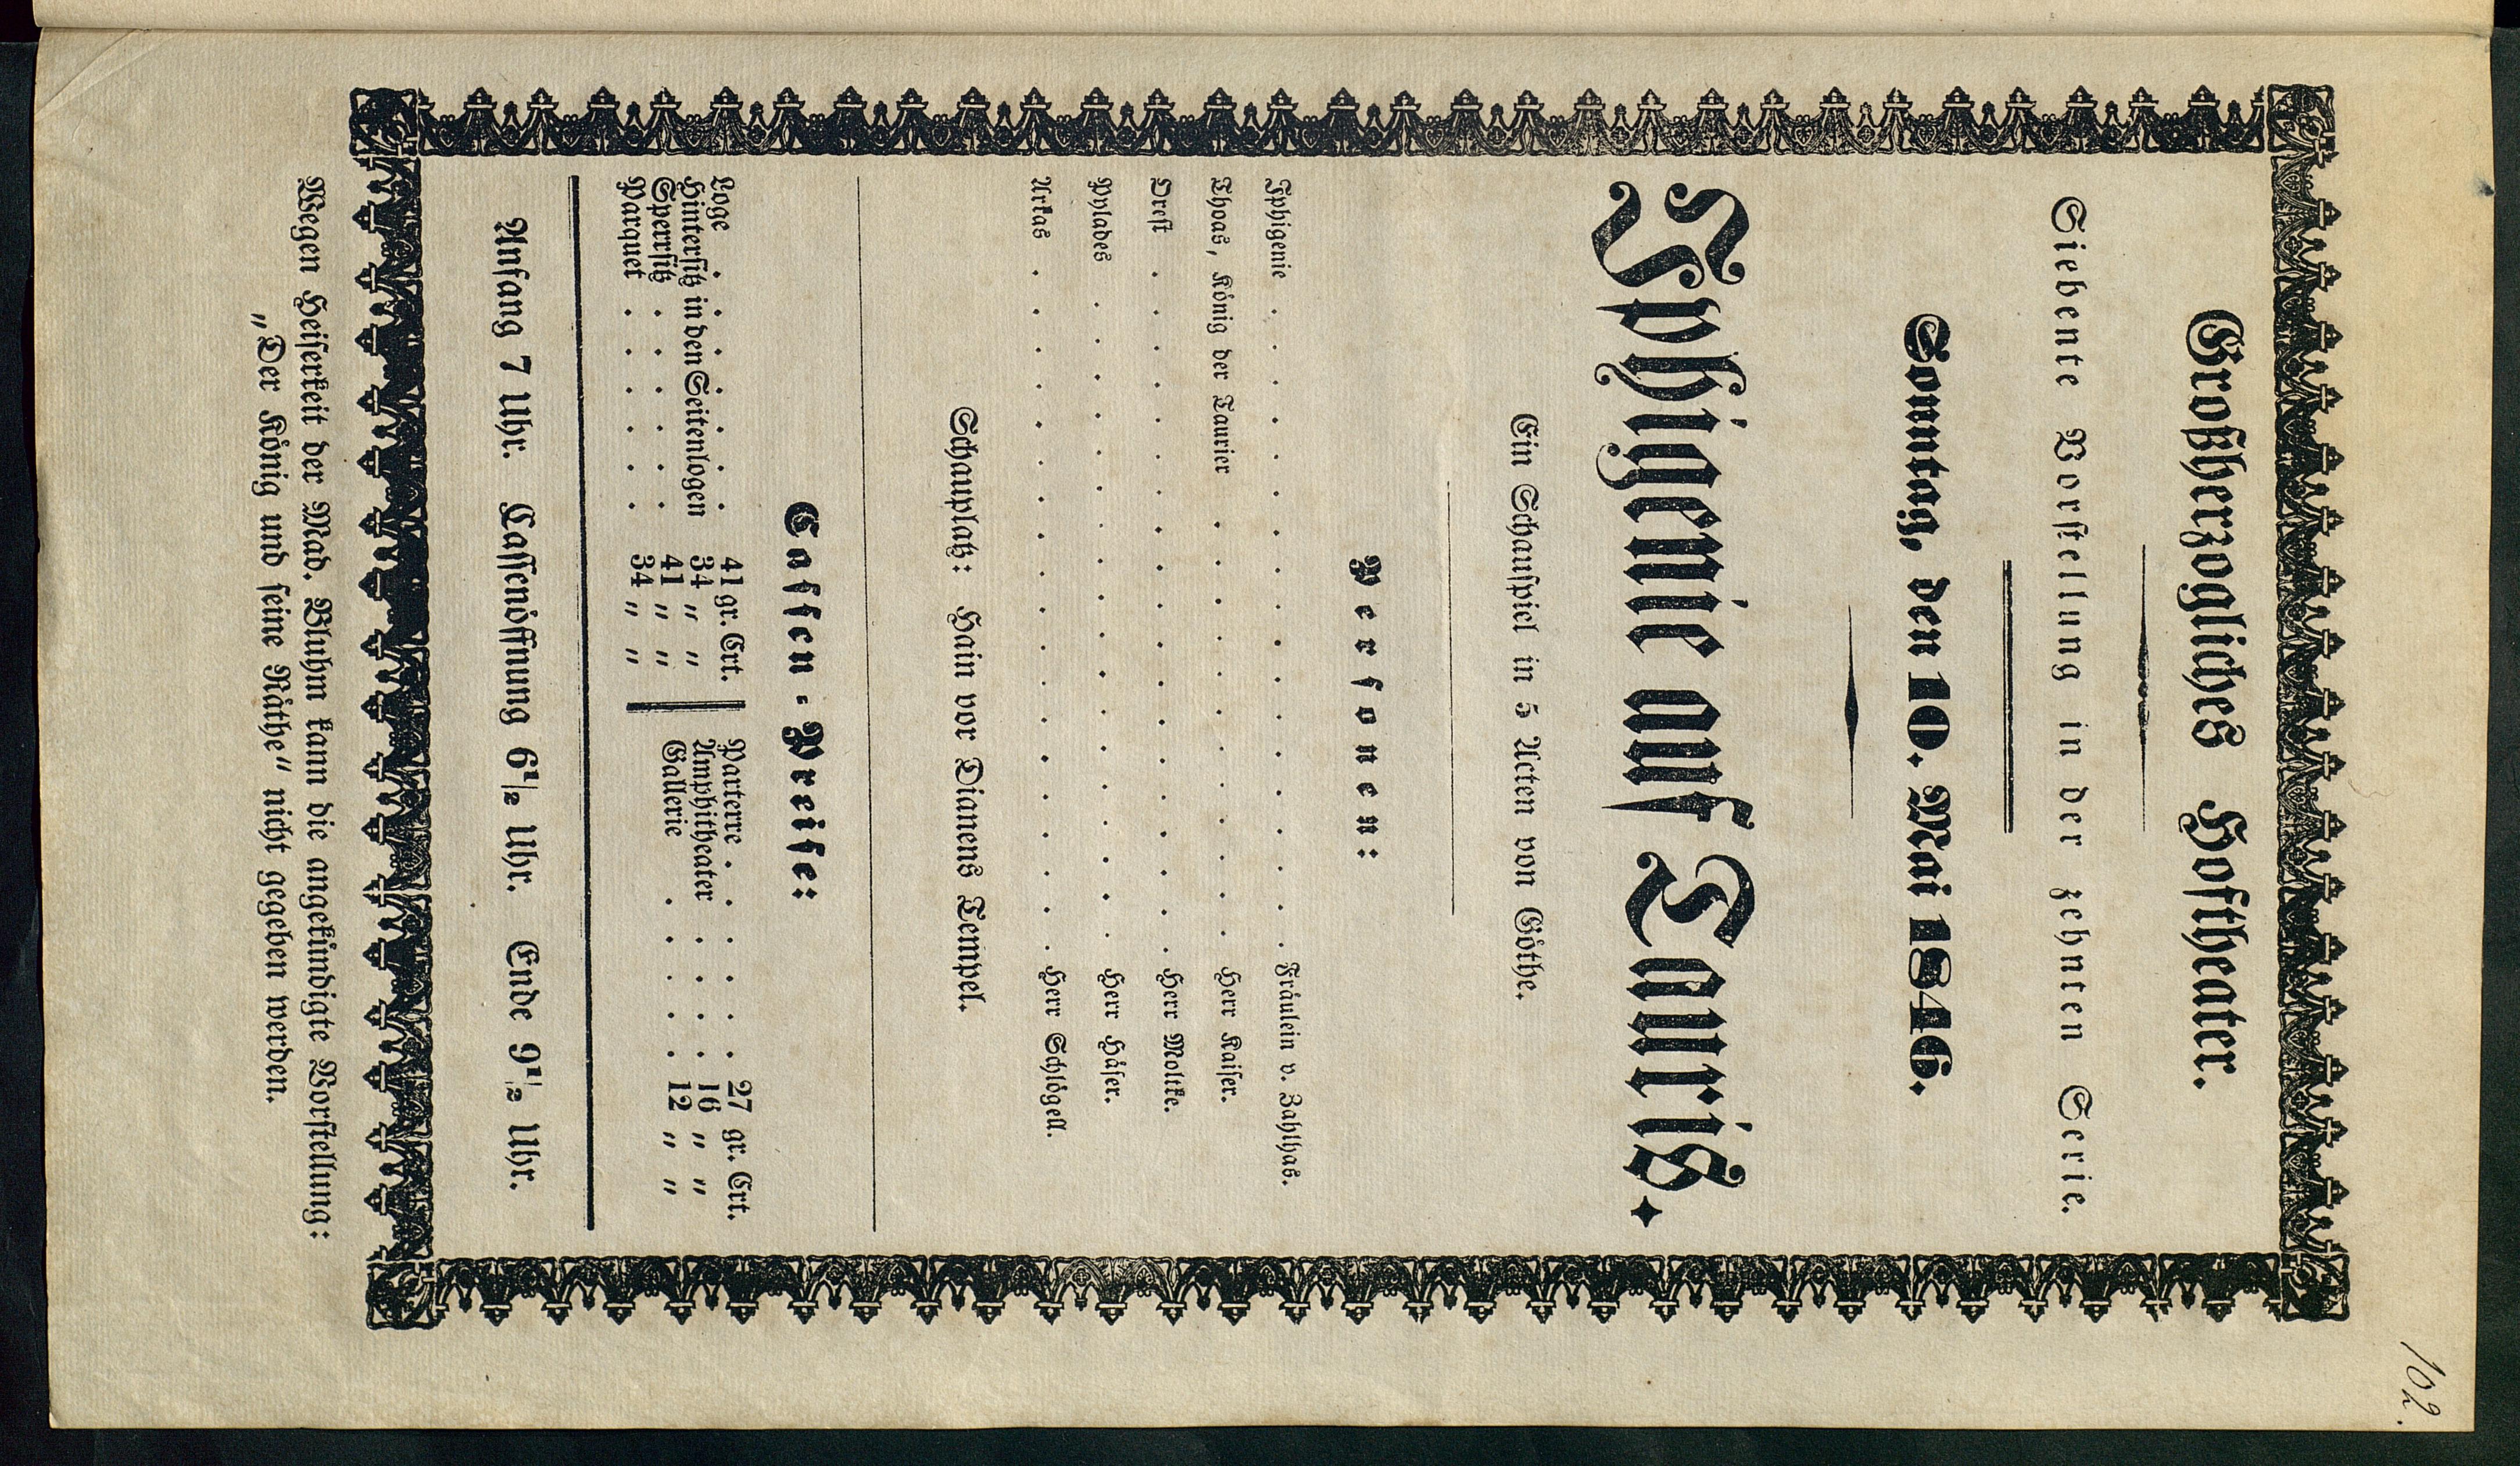 102.
Großherzogliches Hoftheater.
Siebente Vorstellung in der zehnten Serie.
Sonntag, den 10. Mai 1846.
Iphigenie auf Tauris.
Ein Schauspiel in 5 Acten von Göthe.
Personen:
Iphigenie . . . . . . . . . . . . . . . . . . Fräulein v. Zahlhas.
Thoas, König der Taurier . . . . . . . . . . . . Herr Kaiser.
Orest . . . . . . . . . . . . . . . . . . . Herr Moltke.
Pylades . . . . . . . . . . . . . . . . . . Herr Häser.
Arkas . . . . . . . . . . . . . . . . . . . Herr Schlögell.
Schauplatz: Hain vor Dianens Tempel.
Cassen-Preise:
Loge . . . . . . . 41 gr. Crt.
Hintersitz in den Seitenlogen 34 " "
Sperrsitz . . . . . . 41 " "
Parquet . . . . . . 34 " "
Parterre . . . . . . 27 gr. Crt.
Amphitheater . . . . 16 " "
Gallerie . . . . . 12 " "
Anfang 7 Uhr. Cassenöffnung 6 1/2 Uhr. Ende 9 1/2 Uhr.
Wegen Heiserkeit der Mad. Bluhm kann die angekündigte Vorstellung:
„Der König und seine Räthe" nicht gegeben werden.